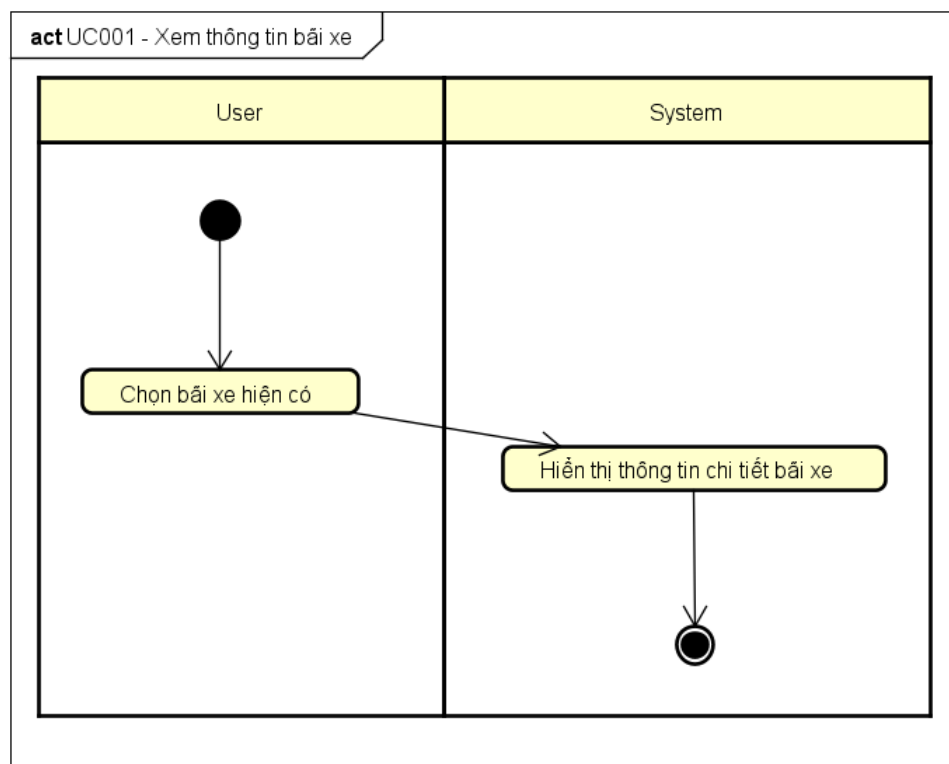 act UC001 - Xem thông tin bãi xe
User
System
Chọn bãi xe hiện có
Hiển thị thông tin chi tiết bãi xe